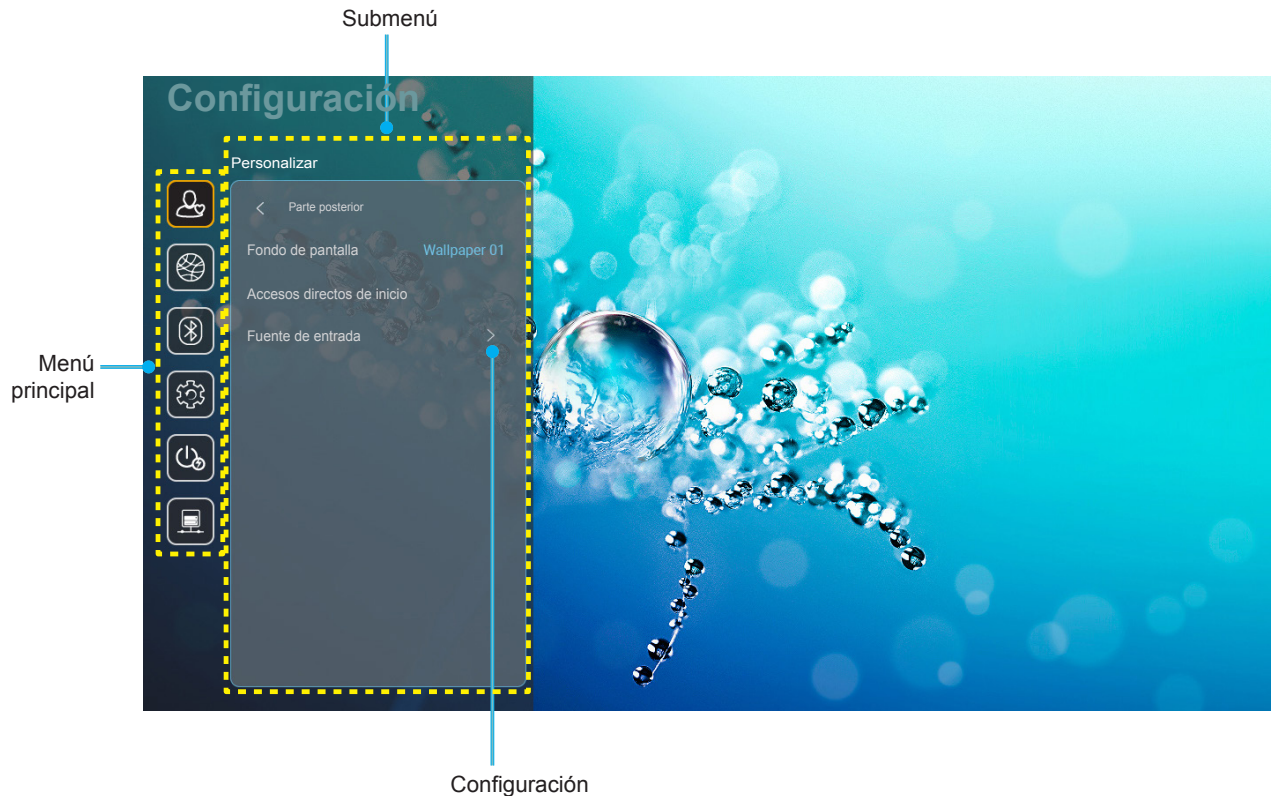 Submenú
Configuración
Personalizar
Parte posterior
Fondo de pantalla Wallpaper 01
Accesos directos de inicio
Fuente de entrada
Menú
principal
Configuración